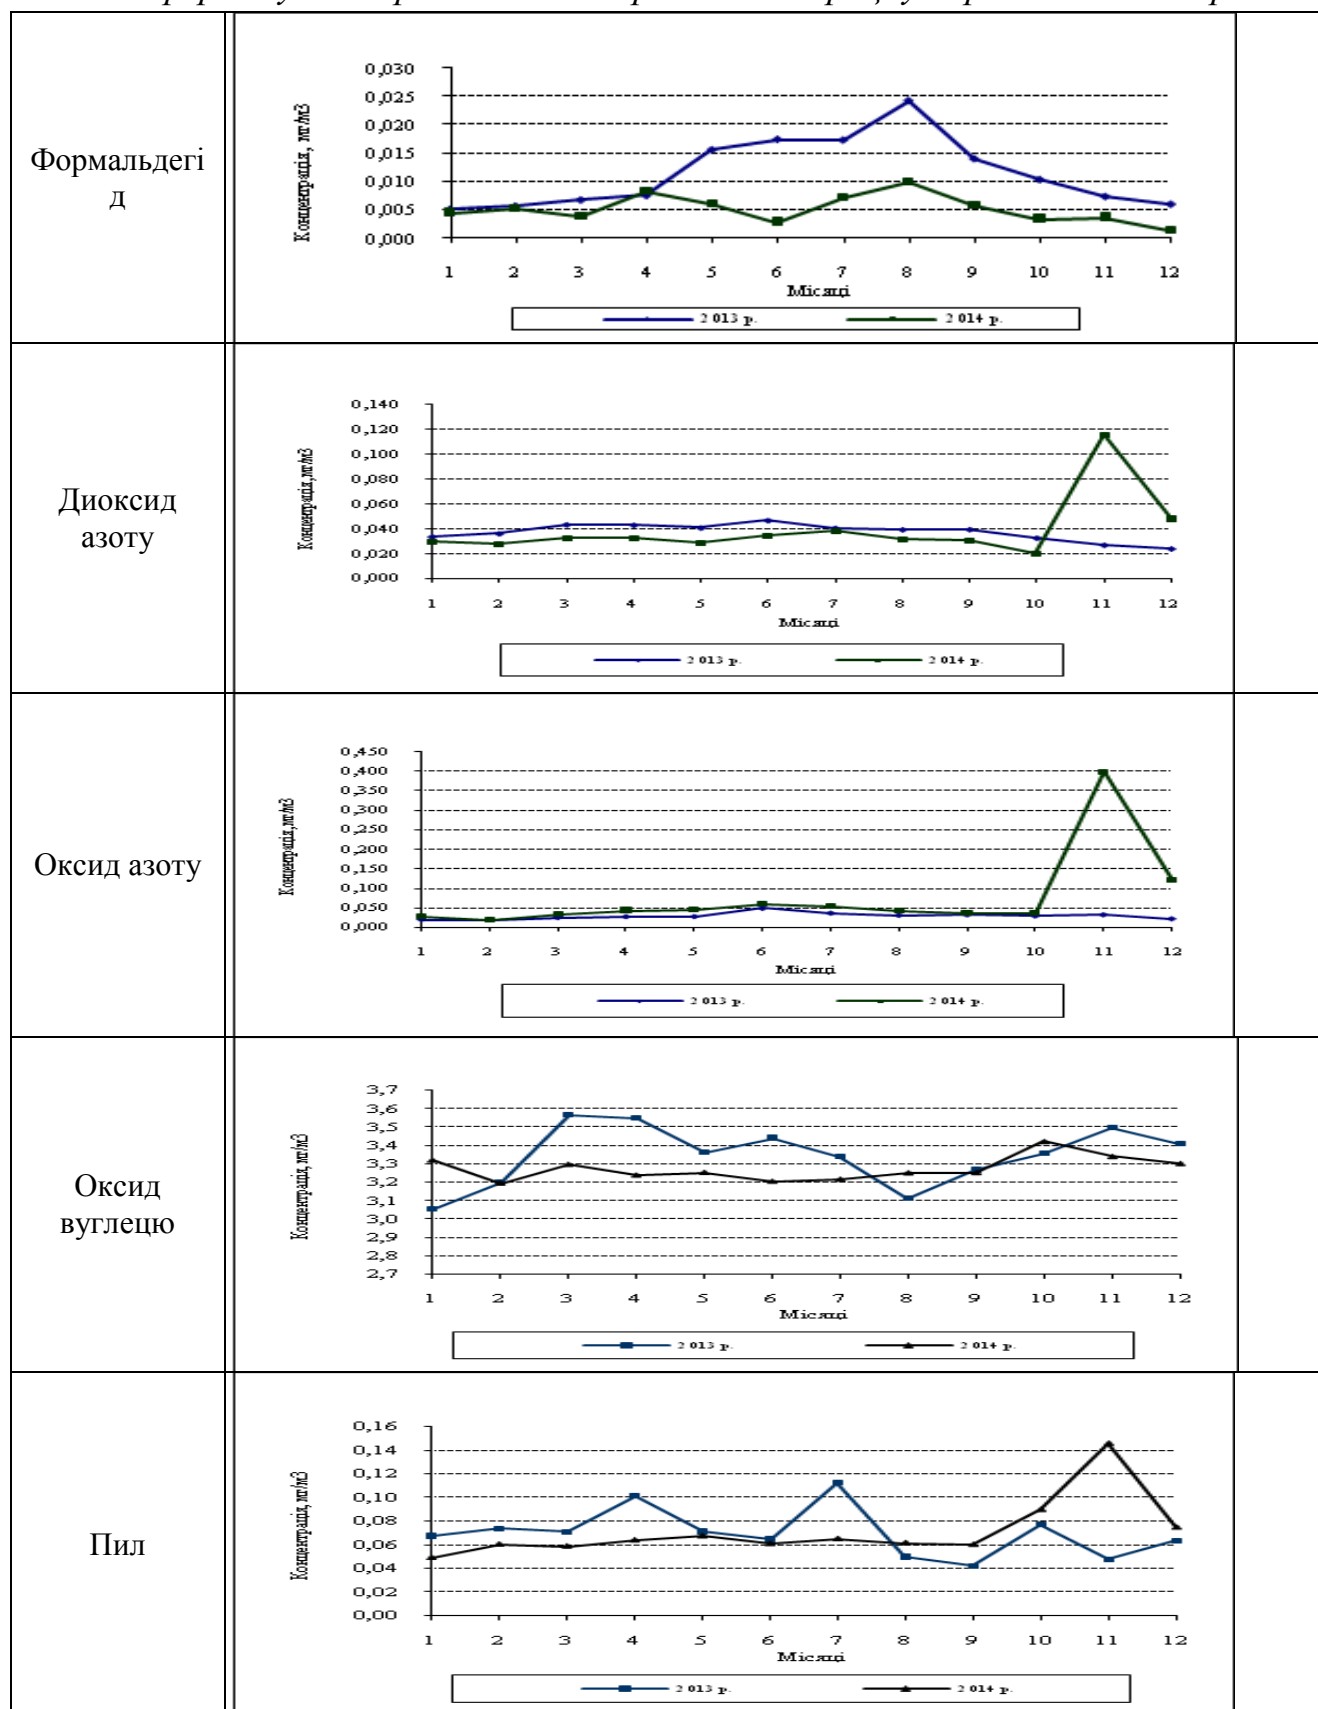 Формальдегі
д
Концентрація, мг/м3
0,030
0,025
0,020
0,015
0,010
0,005
0,000
1 2 3 4 5 6 7 8 9 10 11 12
Місяці
2013 р. 2014 р.
Диоксид
азоту
Концентрація,мг/м3
0,140
0,120
0,100
0,080
0,060
0,040
0,020
0,000
1 2 3 4 5 6 7 8 9 10 11 12
Місяці
2013 р. 2014 р.
Оксид азоту
Концентрація,мг/м3
0,450
0,400
0,350
0,300
0,250
0,200
0,150
0,100
0,050
0,000
1 2 3 4 5 6 7 8 9 10 11 12
Місяці
2013 р. 2014 р.
Оксид
вуглецю
Концентрація, мг/м3
3,7
3,6
3,5
3,4
3,3
3,2
3,1
3,0
2,9
2,8
2,7
1 2 3 4 5 6 7 8 9 10 11 12
Місяці
2013 р. 2014 р.
Пил
Концентрація, мг/м3
0,16
0,14
0,12
0,10
0,08
0,06
0,04
0,02
0,00
1 2 3 4 5 6 7 8 9 10 11 12
Місяці
2013 р. 2014 р.